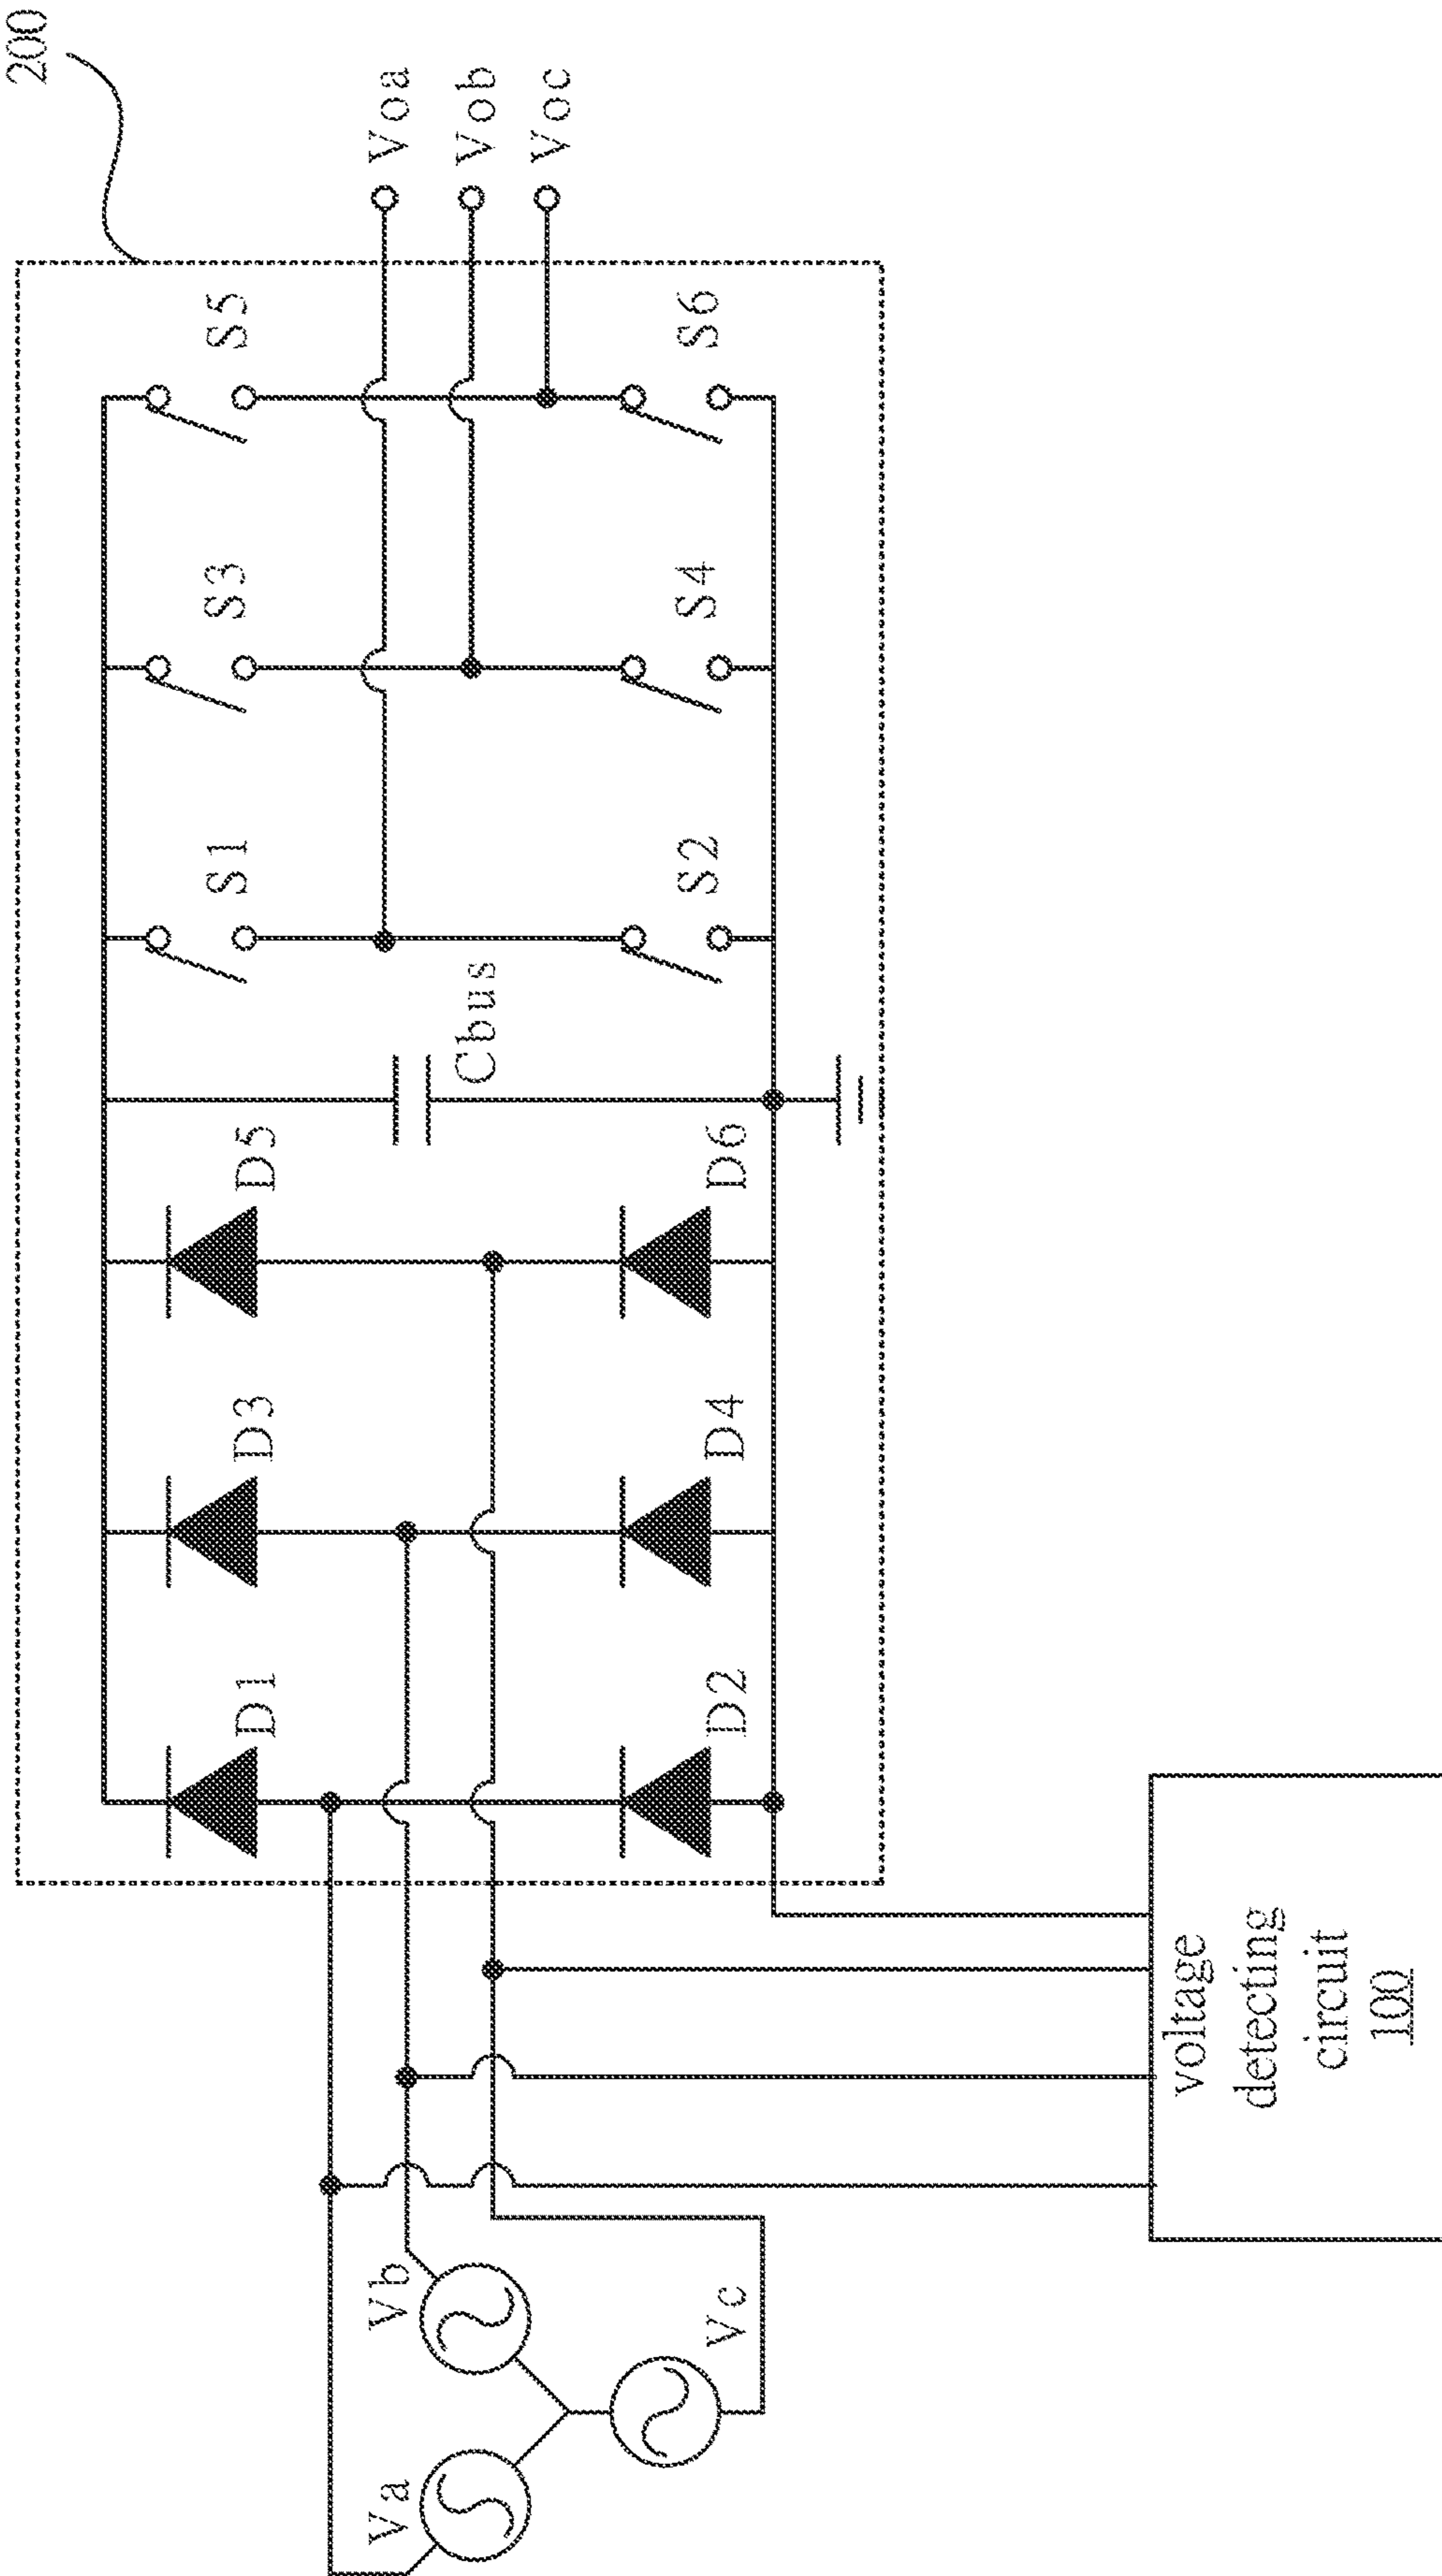 200
D1
D3
D5
S1
S3
S5
Voa
Vob
Voc
Cbus
D2
D4
D6
S2
S4
S6
Va
Vb
Vc
voltage
detecting
circuit
100